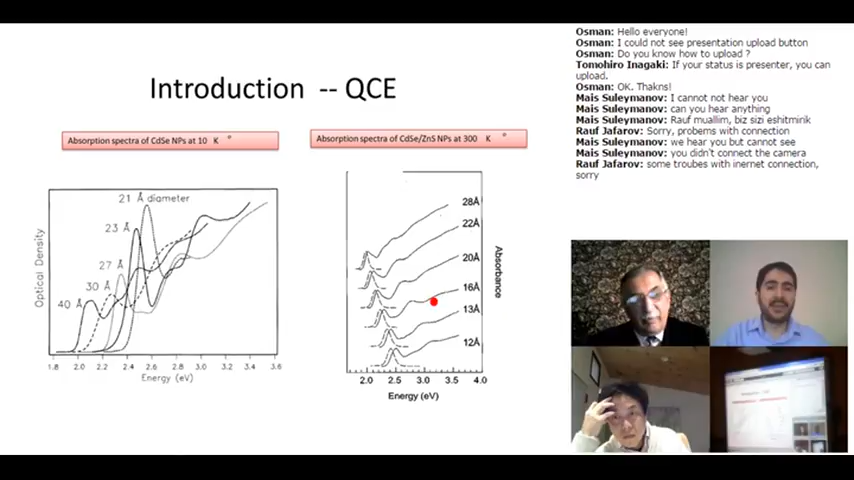 Introduction -- QCE
Absorption spectra of CdSe NPs at 10 K °
Absorption spectra of CdSe/ZnS NPs at 300 K °
21 Å diameter
23 Å
27 Å
30 Å
40 Å
Optical Density
1.8 2.0 2.2 2.4 2.6 2.8 3.0 3.2 3.4 3.6
Energy (eV)
28Å
22Å
20Å
16Å
13Å
12Å
Absorbance
2.0 2.5 3.0 3.5 4.0
Energy (eV)
Osman: Hello everyone!
Osman: I could not see presentation upload button
Osman: Do you know how to upload ?
Tomohiro Inagaki: If your status is presenter, you can
upload.
Osman: OK. Thakns!
Mais Suleymanov: I cannot not hear you
Mais Suleymanov: can you hear anything
Mais Suleymanov: Rauf muallim, biz sizi eshitmirik
Rauf Jafarov: Sorry, probems with connection
Mais Suleymanov: we hear you but cannot see
Mais Suleymanov: you didn't connect the camera
Rauf Jafarov: some troubes with inernet connection,
sorry